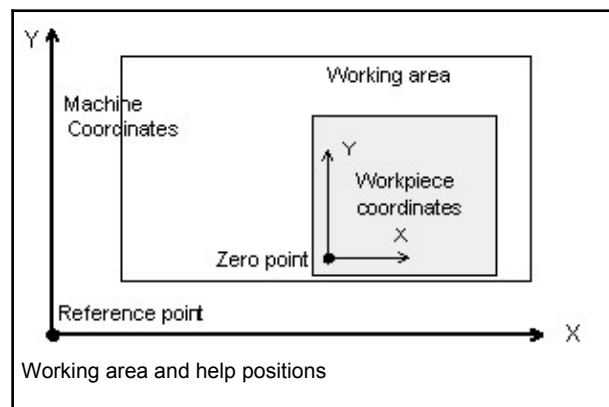 Y
Working area
Machine
Coordinates
Y
Workpiece
coordinates
X
Zero point
Reference point
X
Working area and help positions